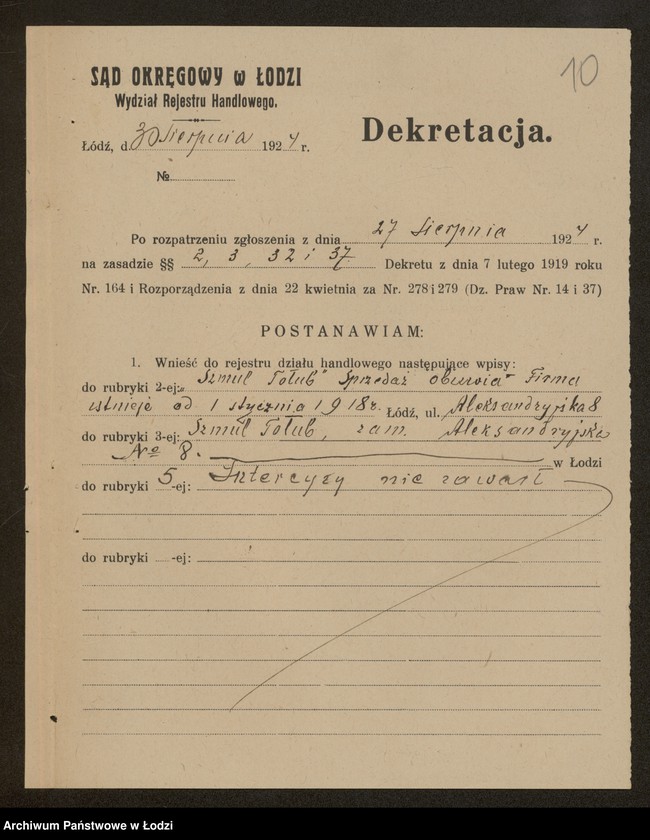 10
SĄD OKRĘGOWY w ŁODZI
Wydział Rejestru Handlowego.
Dekretacja.
Łódź, d. 30 Sierpnia 1924 r.
№
Po rozpatrzeniu zgłoszenia z dnia 27 Sierpnia 1924 r.
na zasadzie §§ 2, 3, 32 i 37 Dekretu z dnia 7 lutego 1919 roku
Nr. 164 i Rozporządzenia z dnia 22 kwietnia za Nr. 278 i 279 (Dz. Praw Nr. 14 i 37)
POSTANAWIAM:
1. Wnieść do rejestru działu handlowego następujące wpisy:
do rubryki 2-ej: "Szmul Tołub" Sprzedaż obuwia - Firma
istnieje od 1 stycznia 1918 r. Łódź, ul. Aleksandryjska 8
do rubryki 3-ej: Szmul Tołub, zam. Aleksandryjska
№ 8. w Łodzi
do rubryki 5-ej: Intercyzy nie zawarł
do rubryki -ej:
Archiwum Państwowe w Łodzi